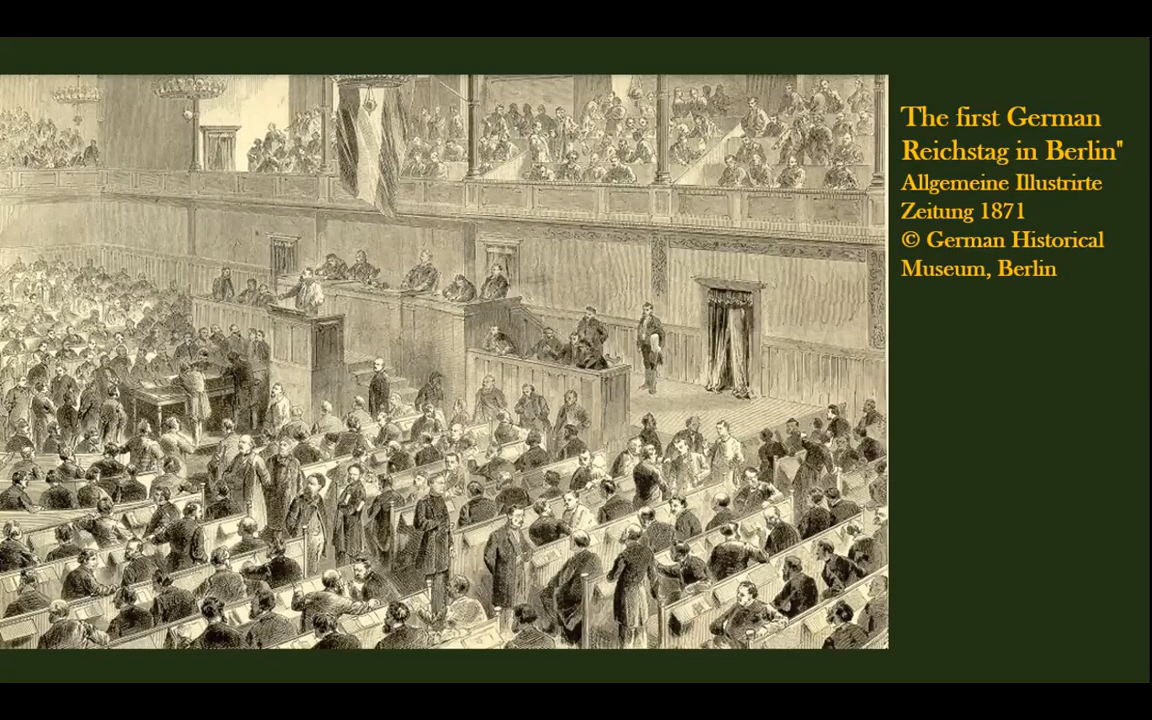 'The first German
Reichstag in Berlin"
Allgemeine Illustrirte
Zeitung 1871
© German Historical
Museum, Berlin